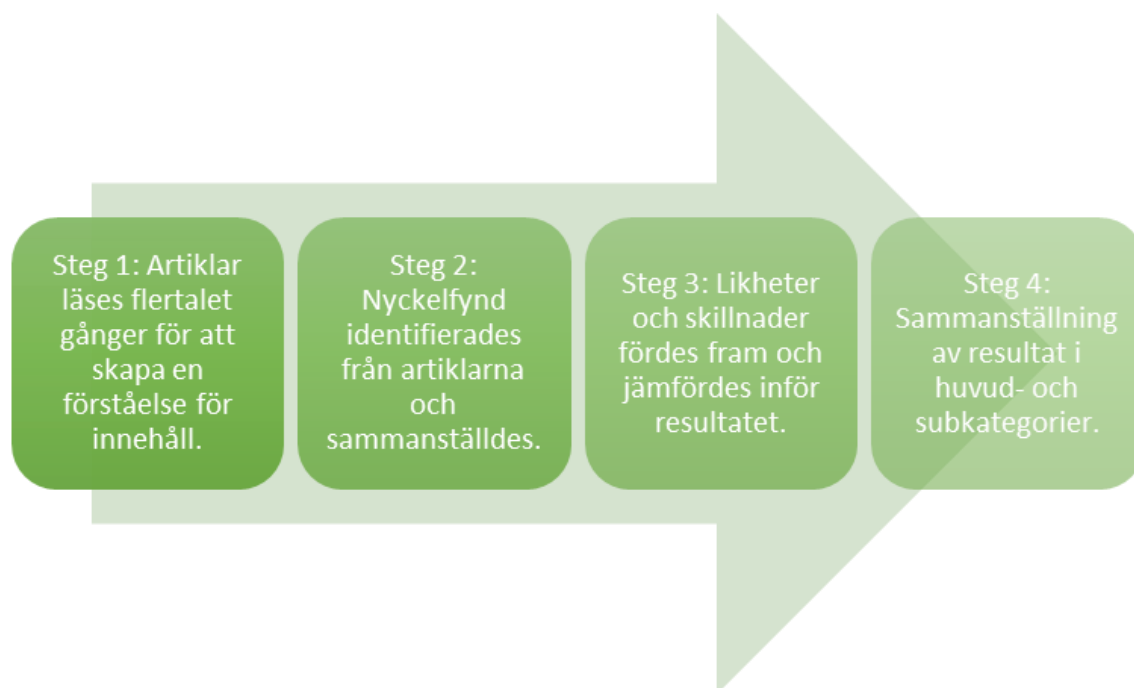 Steg 1: Artiklar
läses flertalet
gånger för att
skapa en
förståelse för
innehåll.
Steg 2:
Nyckelfynd
identifierades
från artiklarna
och
sammanställdes.
Steg 3: Likheter
och skillnader
fördes fram och
jämfördes inför
resultatet.
Steg 4:
Sammanställning
av resultat i
huvud- och
subkategorier.